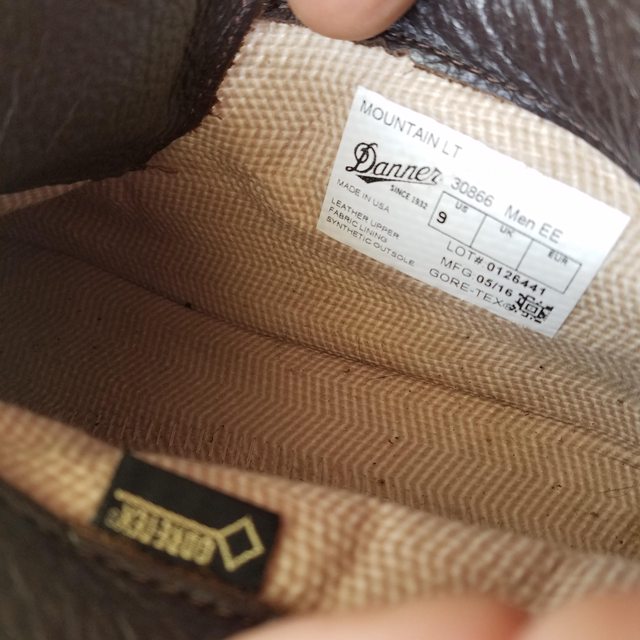 MOUNTAIN LT
Danner 30866 Men EE
SINCE 1932
MADE IN USA
US UK EUR
9
LEATHER UPPER
FABRIC LINING
SYNTHETIC OUTSOLE
LOT# 0126441
MFG 05/16
GORE-TEX
GORE-TEX